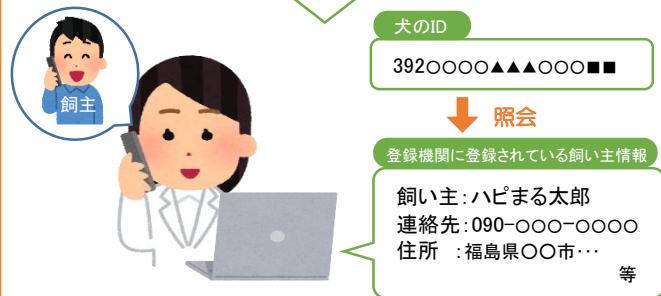 飼主
犬のID
392○○○○▲▲▲○○○■■
照会
登録機関に登録されている飼い主情報
飼い主：ハピまる太郎
連絡先：090-○○○-○○○○
住所　：福島県〇〇市･･･
等